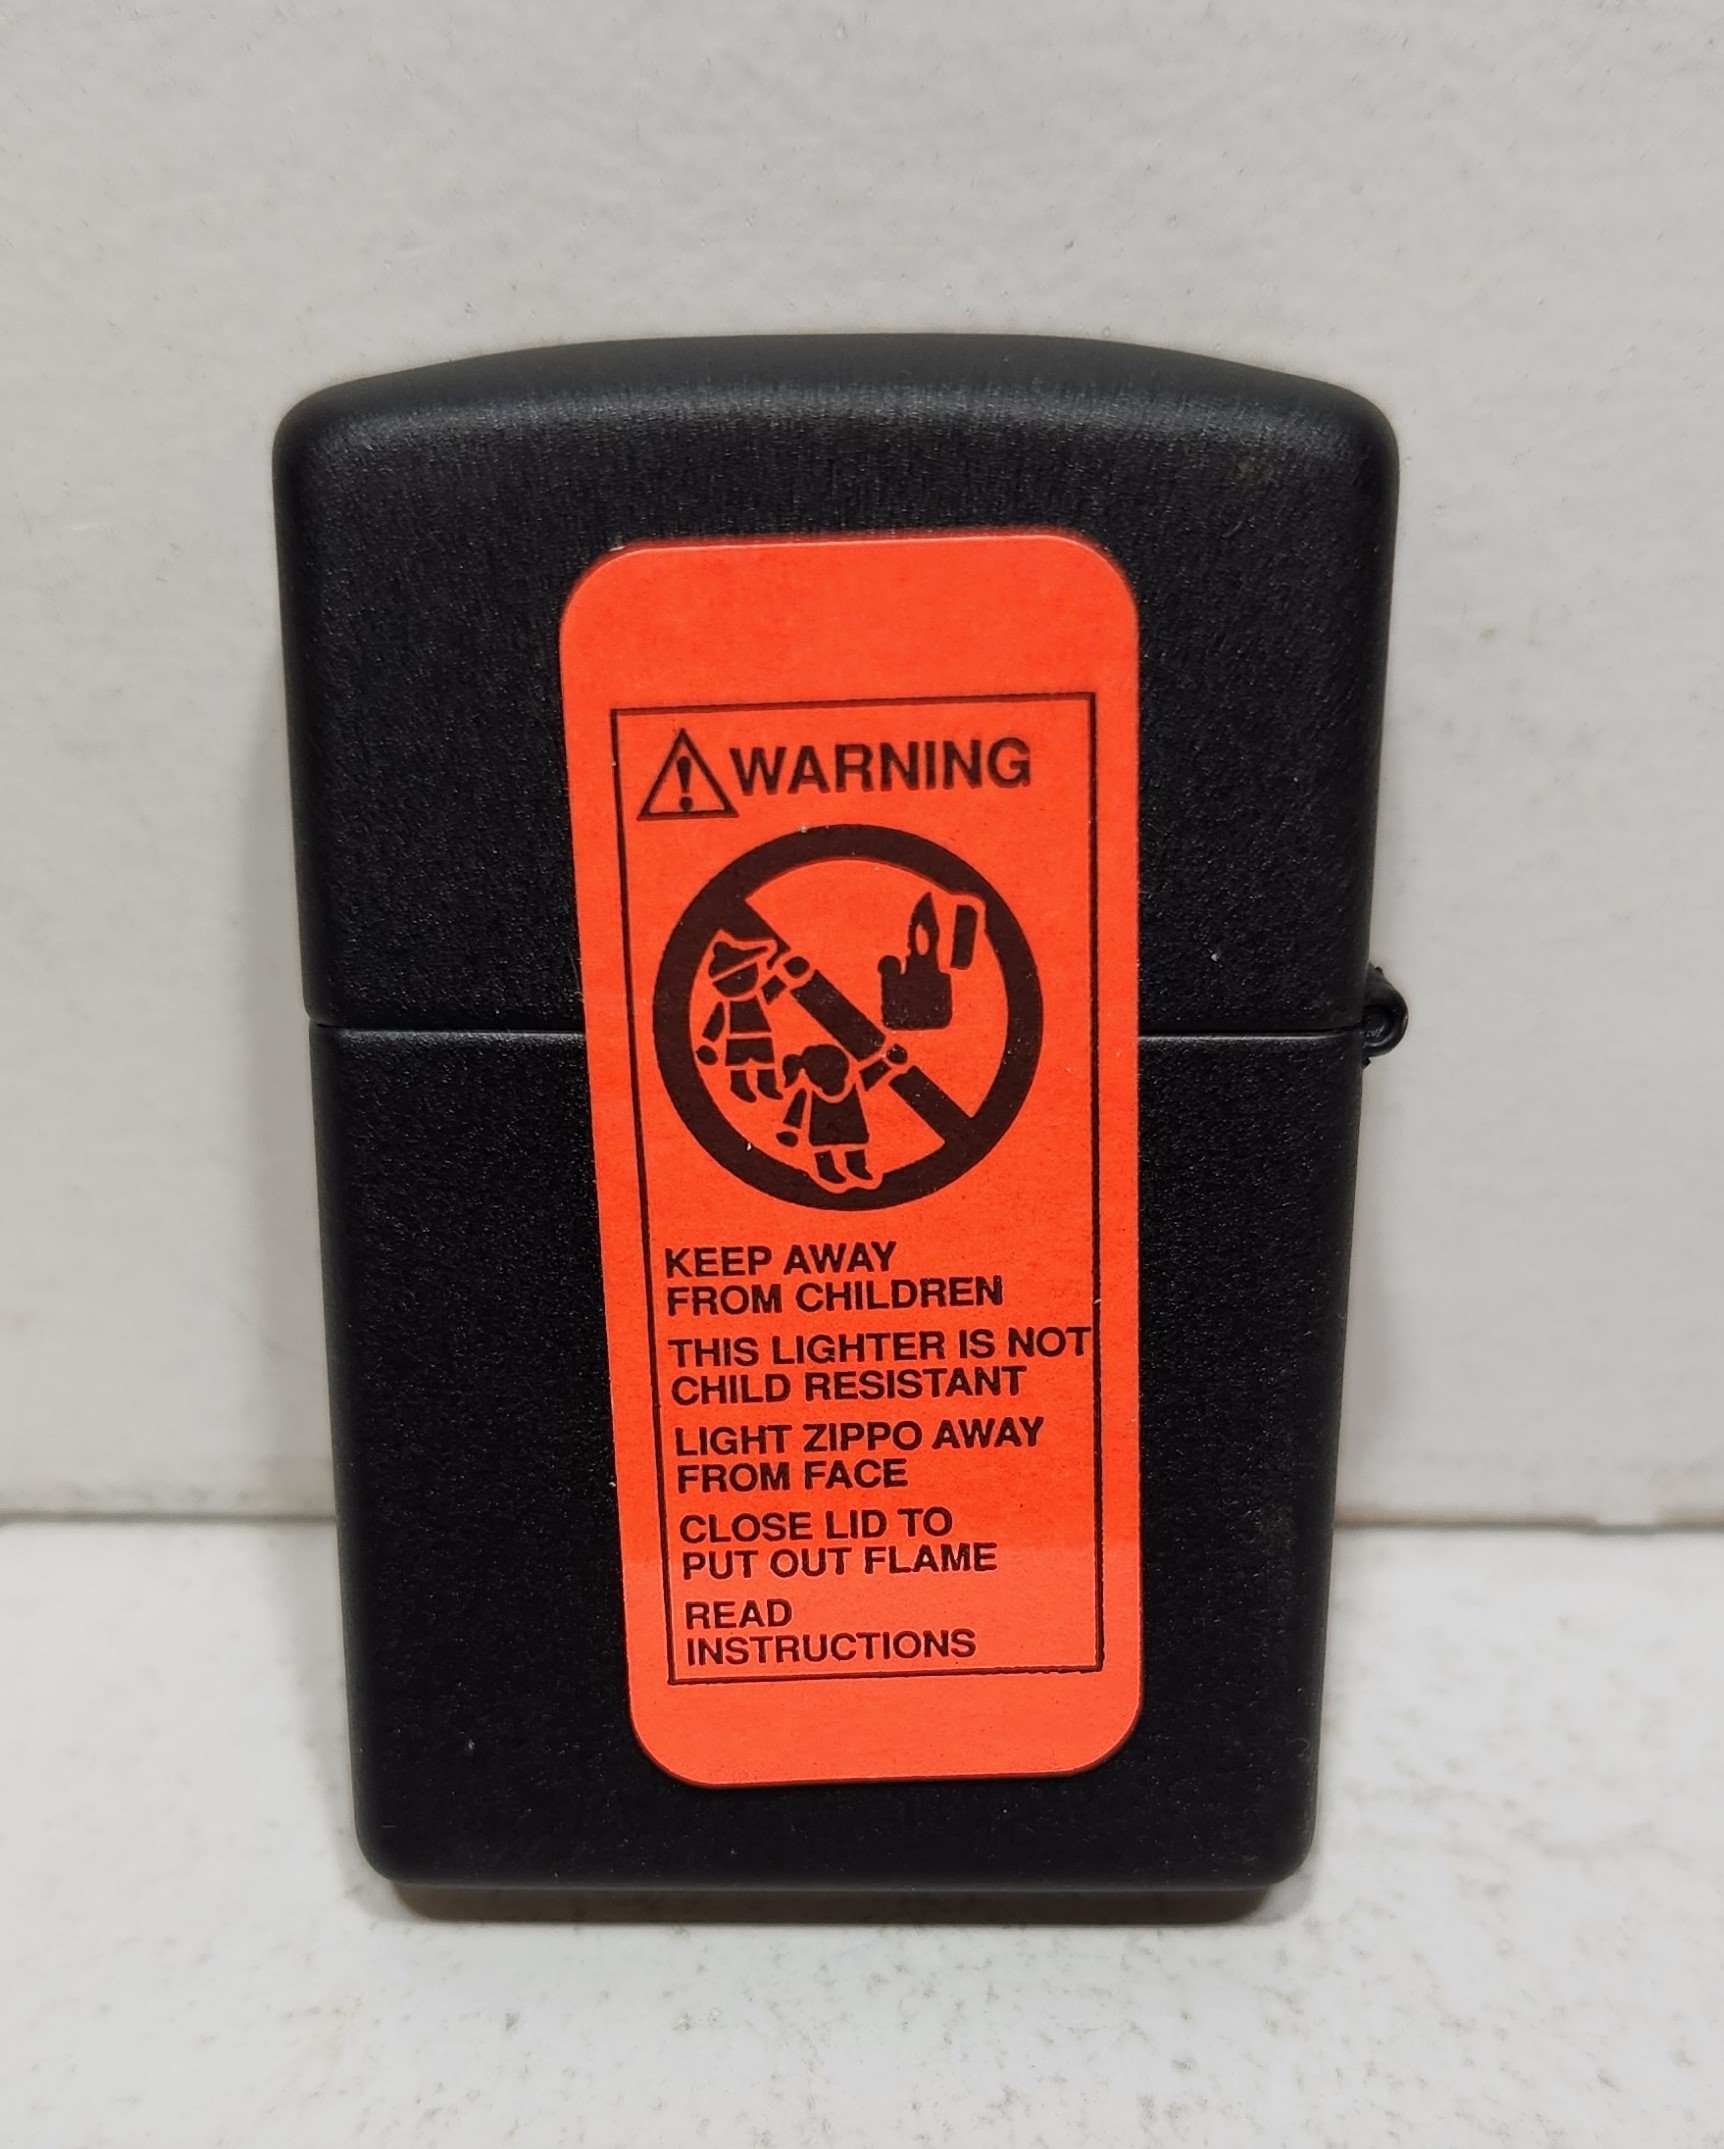 WARNING
KEEP AWAY
FROM CHILDREN
THIS LIGHTER IS NOT
CHILD RESISTANT
LIGHT ZIPPO AWAY
FROM FACE
CLOSE LID TO
PUT OUT FLAME
READ
INSTRUCTIONS